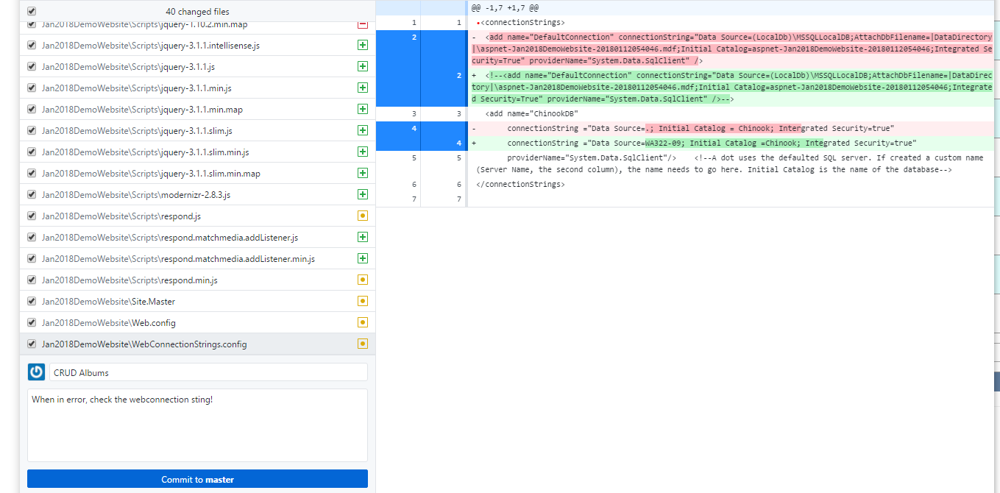 40 changed files
Jan2018DemoWebsite\Scripts\jquery-1.10.2.min.map
Jan2018DemoWebsite\Scripts\jquery-3.1.1.intellisense.js
Jan2018DemoWebsite\Scripts\jquery-3.1.1.js
Jan2018DemoWebsite\Scripts\jquery-3.1.1.min.js
Jan2018DemoWebsite\Scripts\jquery-3.1.1.min.map
Jan2018DemoWebsite\Scripts\jquery-3.1.1.slim.js
Jan2018DemoWebsite\Scripts\jquery-3.1.1.slim.min.js
Jan2018DemoWebsite\Scripts\jquery-3.1.1.slim.min.map
Jan2018DemoWebsite\Scripts\modernizr-2.8.3.js
Jan2018DemoWebsite\Scripts\respond.js
Jan2018DemoWebsite\Scripts\respond.matchmedia.addListener.js
Jan2018DemoWebsite\Scripts\respond.matchmedia.addListener.min.js
Jan2018DemoWebsite\Scripts\respond.min.js
Jan2018DemoWebsite\Site.Master
Jan2018DemoWebsite\Web.config
Jan2018DemoWebsite\WebConnectionStrings.config
CRUD Albums
When in error, check the webconnection sting!
Commit to master
@@ -1,7 +1,7 @@
1 1 <connectionStrings>
2 - <add name="DefaultConnection" connectionString="Data Source=(LocalDb)\MSSQLLocalDB;AttachDbFilename=|DataDirectory
|\aspnet-Jan2018DemoWebsite-20180112054046.mdf;Initial Catalog=aspnet-Jan2018DemoWebsite-20180112054046;Integrated Se
curity=True" providerName="System.Data.SqlClient" />
2 + <!--<add name="DefaultConnection" connectionString="Data Source=(LocalDb)\MSSQLLocalDB;AttachDbFilename=|DataDirec
tory|\aspnet-Jan2018DemoWebsite-20180112054046.mdf;Initial Catalog=aspnet-Jan2018DemoWebsite-20180112054046;Integrate
d Security=True" providerName="System.Data.SqlClient" />-->
3 3 <add name="ChinookDB"
4 - connectionString ="Data Source=.; Initial Catalog = Chinook; Intergrated Security=true"
4 + connectionString ="Data Source=WA322-09; Initial Catalog =Chinook; Integrated Security=true"
5 5 providerName="System.Data.SqlClient"/> <!--A dot uses the defaulted SQL server. If created a custom name
(Server Name, the second column), the name needs to go here. Initial Catalog is the name of the database-->
6 6 </connectionStrings>
7 7